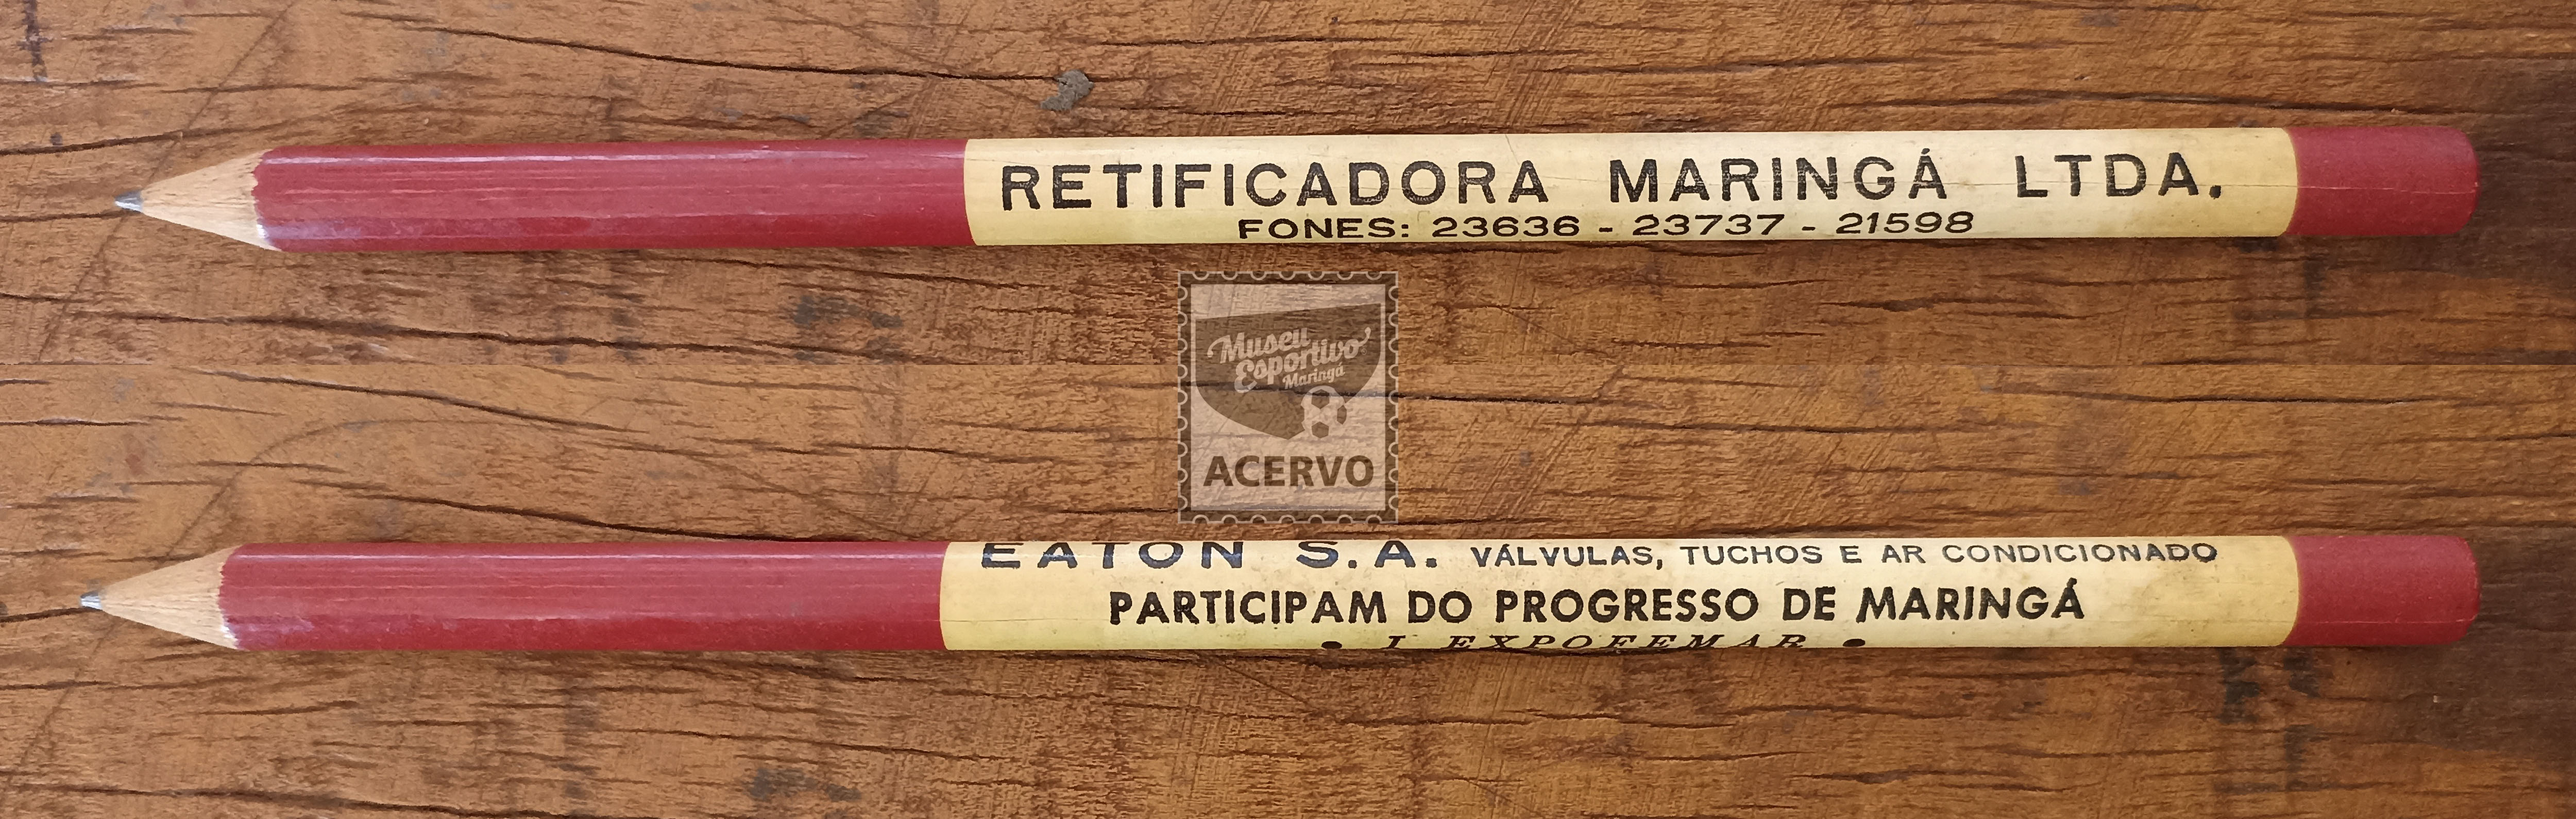 RETIFICADORA MARINGÁ LTDA.
FONES: 23636 - 23737 - 21598
Museu
Esportivo
Maringá
ACERVO
EATON S.A. VÁLVULAS, TUCHOS E AR CONDICIONADO
PARTICIPAM DO PROGRESSO DE MARINGÁ
• I EXPOFEMAR •